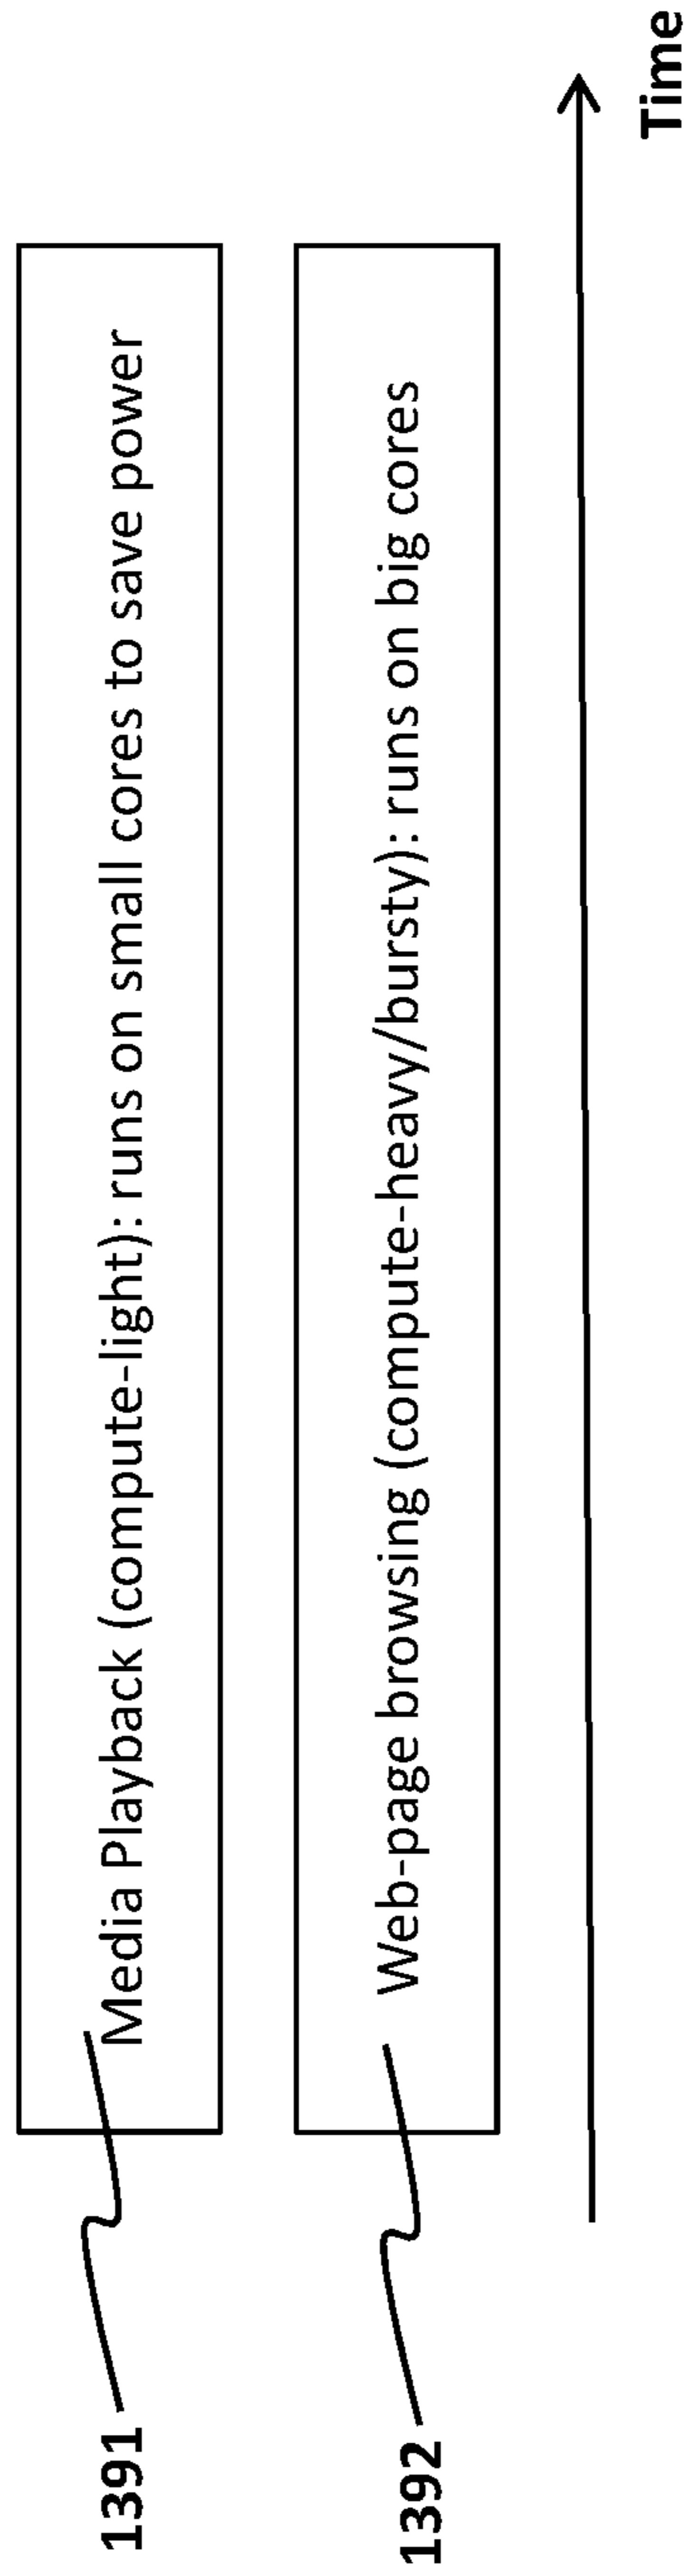 1391
Media Playback (compute-light): runs on small cores to save power
1392
Web-page browsing (compute-heavy/bursty): runs on big cores
Time